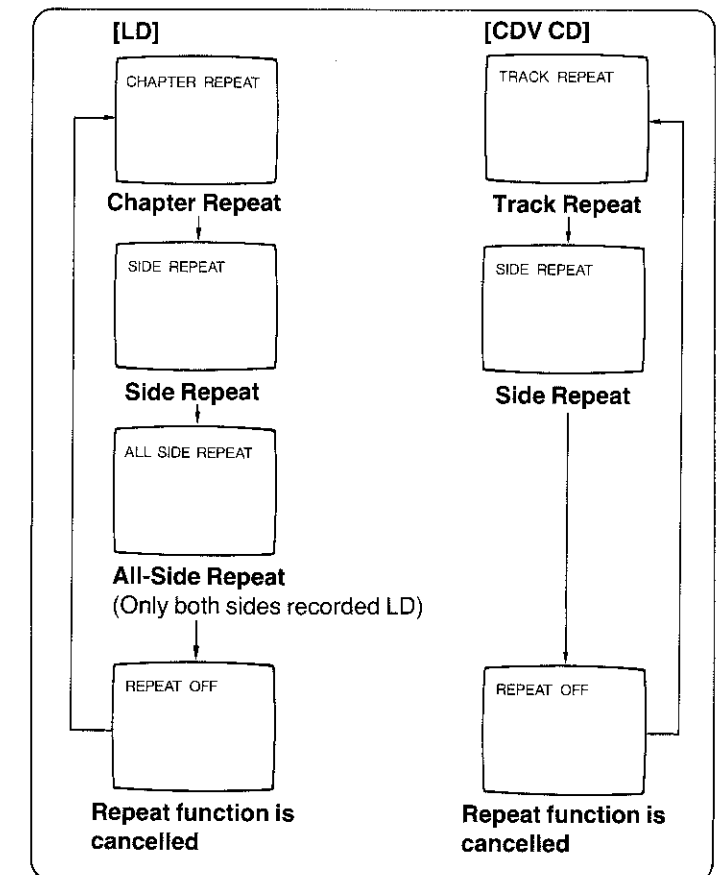 [LD]
CHAPTER REPEAT
Chapter Repeat
SIDE REPEAT
Side Repeat
ALL SIDE REPEAT
All-Side Repeat
(Only both sides recorded LD)
REPEAT OFF
Repeat function is
cancelled
[CDV CD]
TRACK REPEAT
Track Repeat
SIDE REPEAT
Side Repeat
REPEAT OFF
Repeat function is
cancelled